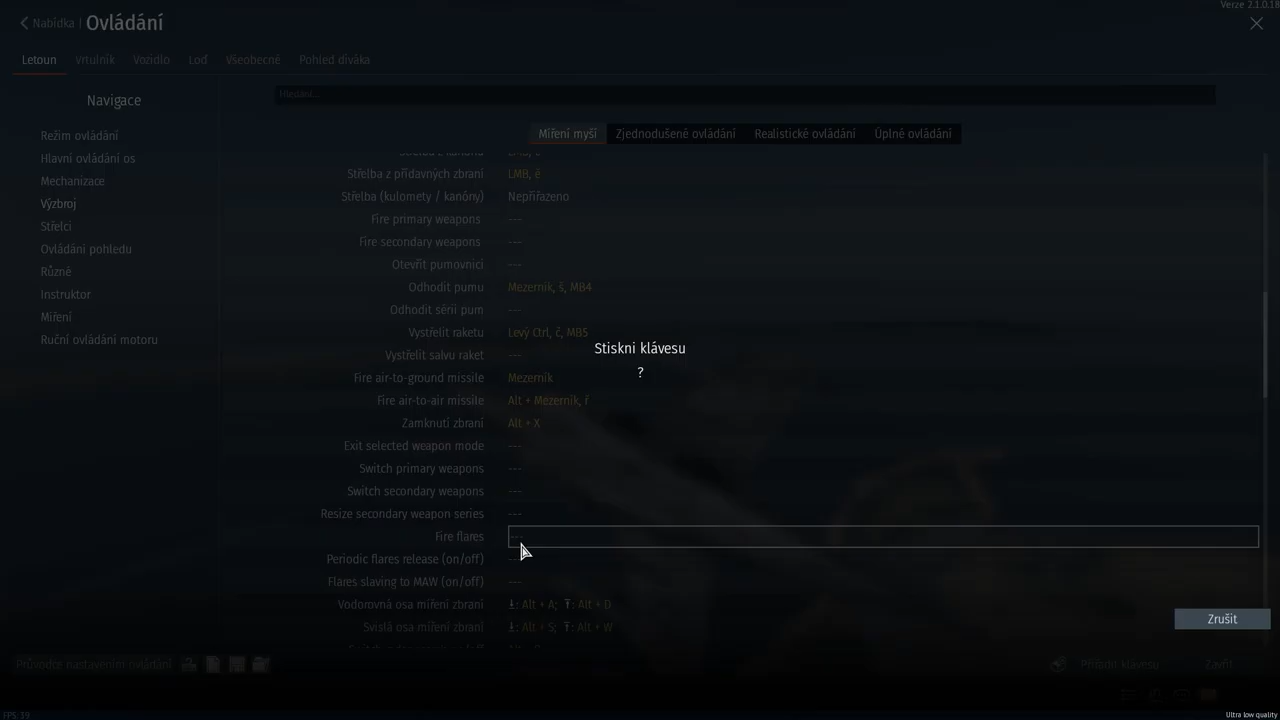 Verze 2.1.0.18
Nabídka | Ovládání
Letoun Vrtulník Vozidlo Loď Všeobecné Pohled diváka
Navigace
Hledání...
Režim ovládání
Hlavní ovládání os
Mechanizace
Výzbroj
Střelci
Ovládání pohledu
Různé
Instruktor
Míření
Ruční ovládání motoru
Míření myší Zjednodušené ovládání Realistické ovládání Úplné ovládání
Střelba z přídavných zbraní LMB, ě
Střelba (kulomety / kanóny) Nepřiřazeno
Fire primary weapons ---
Fire secondary weapons ---
Otevřít pumovnici ---
Odhodit pumu Mezerník, š, MB4
Odhodit sérii pum ---
Vystřelit raketu Levý Ctrl, č, MB5
Vystřelit salvu raket ---
Fire air-to-ground missile Mezerník
Fire air-to-air missile Alt + Mezerník, ř
Zamknutí zbraní Alt + X
Exit selected weapon mode ---
Switch primary weapons ---
Switch secondary weapons ---
Resize secondary weapon series ---
Fire flares ---
Periodic flares release (on/off) ---
Flares slaving to MAW (on/off) ---
Vodorovná osa míření zbraní : Alt + A; : Alt + D
Svislá osa míření zbraní : Alt + S; : Alt + W
Stiskni klávesu
?
Zrušit
Průvodce nastavením ovládání
Přiřadit klávesu
Zavřít
FPS: 19
Ultra low quality